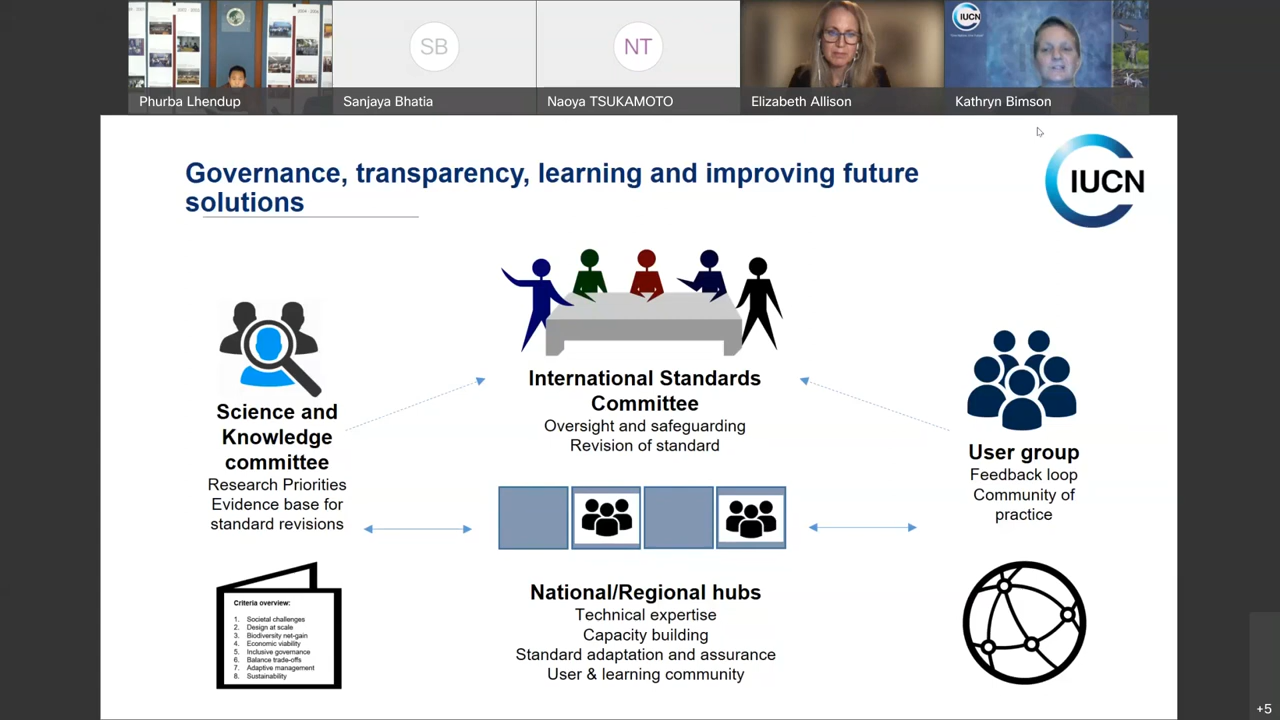 SB
NT
IUCN
Phurba Lhendup
Sanjaya Bhatia
Naoya TSUKAMOTO
Elizabeth Allison
Kathryn Bimson
Governance, transparency, learning and improving future
solutions
IUCN
International Standards
Committee
Oversight and safeguarding
Revision of standard
Science and
Knowledge
committee
Research Priorities
Evidence base for
standard revisions
User group
Feedback loop
Community of
practice
Criteria overview:
1. Societal challenges
2. Design at scale
3. Biodiversity net-gain
4. Economic viability
5. Inclusive governance
6. Balance trade-offs
7. Adaptive management
8. Sustainability
National/Regional hubs
Technical expertise
Capacity building
Standard adaptation and assurance
User & learning community
+5